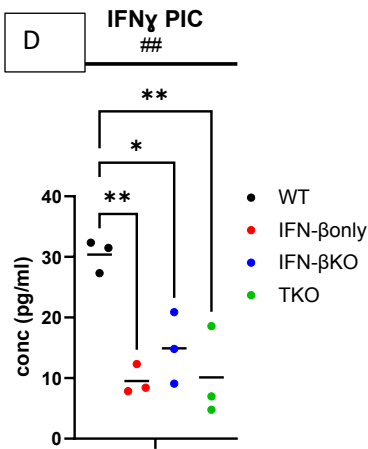 D
IFNɣ PIC
##
**
*
**
40
30
20
10
0
conc (pg/ml)
WT
IFN-βonly
IFN-βKO
TKO